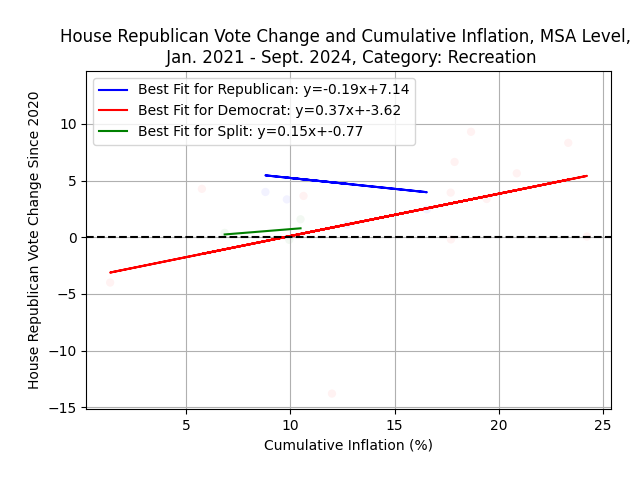 House Republican Vote Change and Cumulative Inflation, MSA Level,
Jan. 2021 - Sept. 2024, Category: Recreation
Best Fit for Republican: y=-0.19x+7.14
Best Fit for Democrat: y=0.37x+-3.62
Best Fit for Split: y=0.15x+-0.77
House Republican Vote Change Since 2020
10
5
0
−5
−10
−15
5 10 15 20 25
Cumulative Inflation (%)